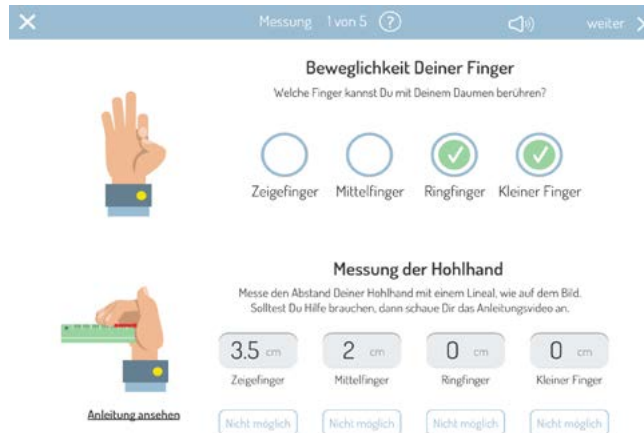 Messung 1 von 5 ?
weiter
Beweglichkeit Deiner Finger
Welche Finger kannst Du mit Deinem Daumen berühren?
Zeigefinger Mittelfinger Ringfinger Kleiner Finger
Messung der Hohlhand
Messe den Abstand Deiner Hohlhand mit einem Lineal, wie auf dem Bild.
Solltest Du Hilfe brauchen, dann schaue Dir das Anleitungsvideo an.
3.5 cm 2 cm 0 cm 0 cm
Zeigefinger Mittelfinger Ringfinger Kleiner Finger
Anleitung ansehen
Nicht möglich Nicht möglich Nicht möglich Nicht möglich